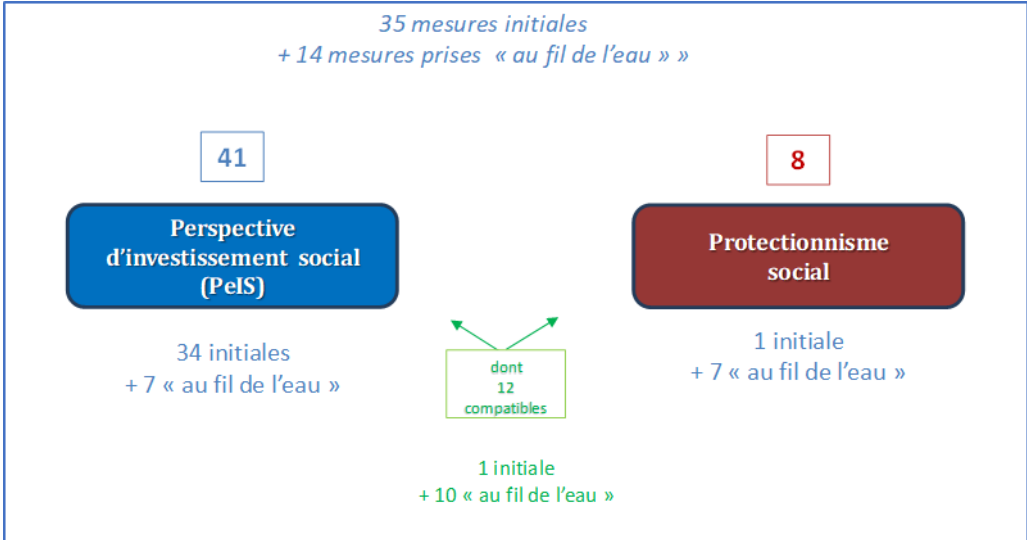 35 mesures initiales
+ 14 mesures prises « au fil de l'eau » »
41
8
Perspective
d'investissement social
(PeIS)
Protectionnisme
social
34 initiales
+ 7 « au fil de l'eau »
1 initiale
+ 7 « au fil de l'eau »
dont
12
compatibles
1 initiale
+ 10 « au fil de l'eau »